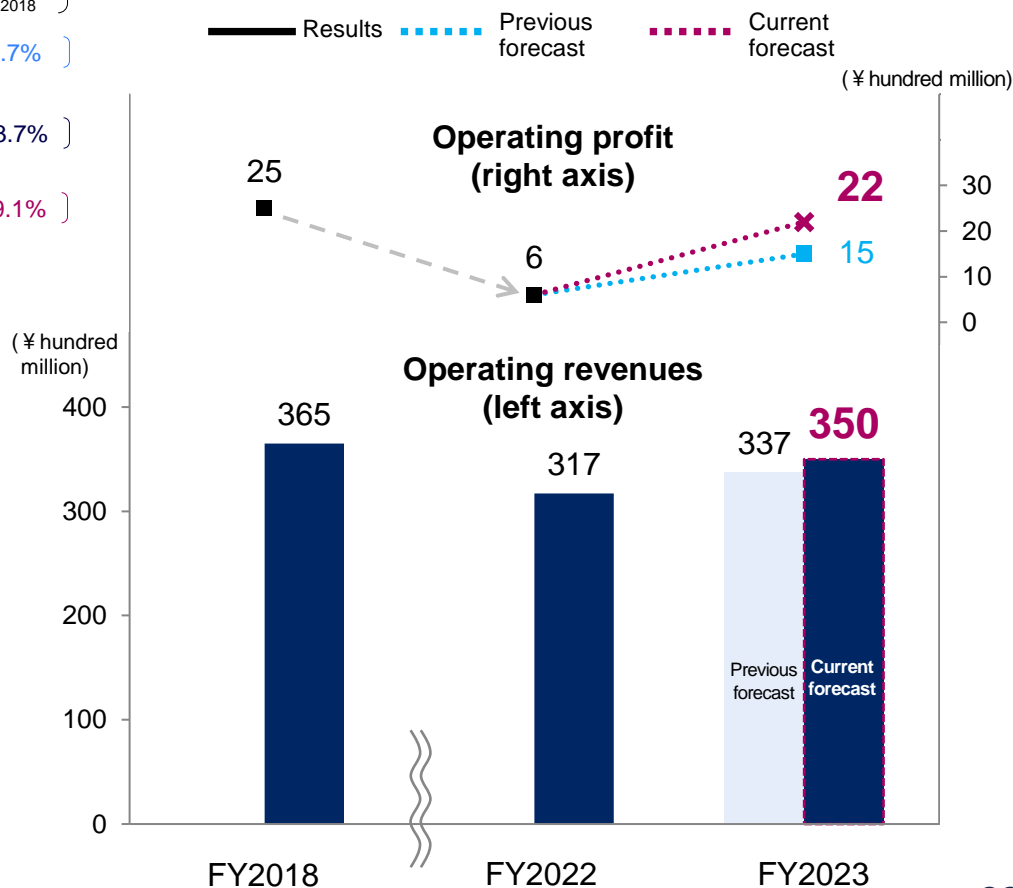 2018
Results
Previous
forecast
Current
forecast
.7%
(¥hundred million)
3.7%
Operating profit
(right axis)
25
22
30
9.1%
20
6
15
10
0
(¥hundred
million)
Operating revenues
(left axis)
400
365
337
350
317
300
200
Previous
forecast
Current
forecast
100
0
FY2018
FY2022
FY2023